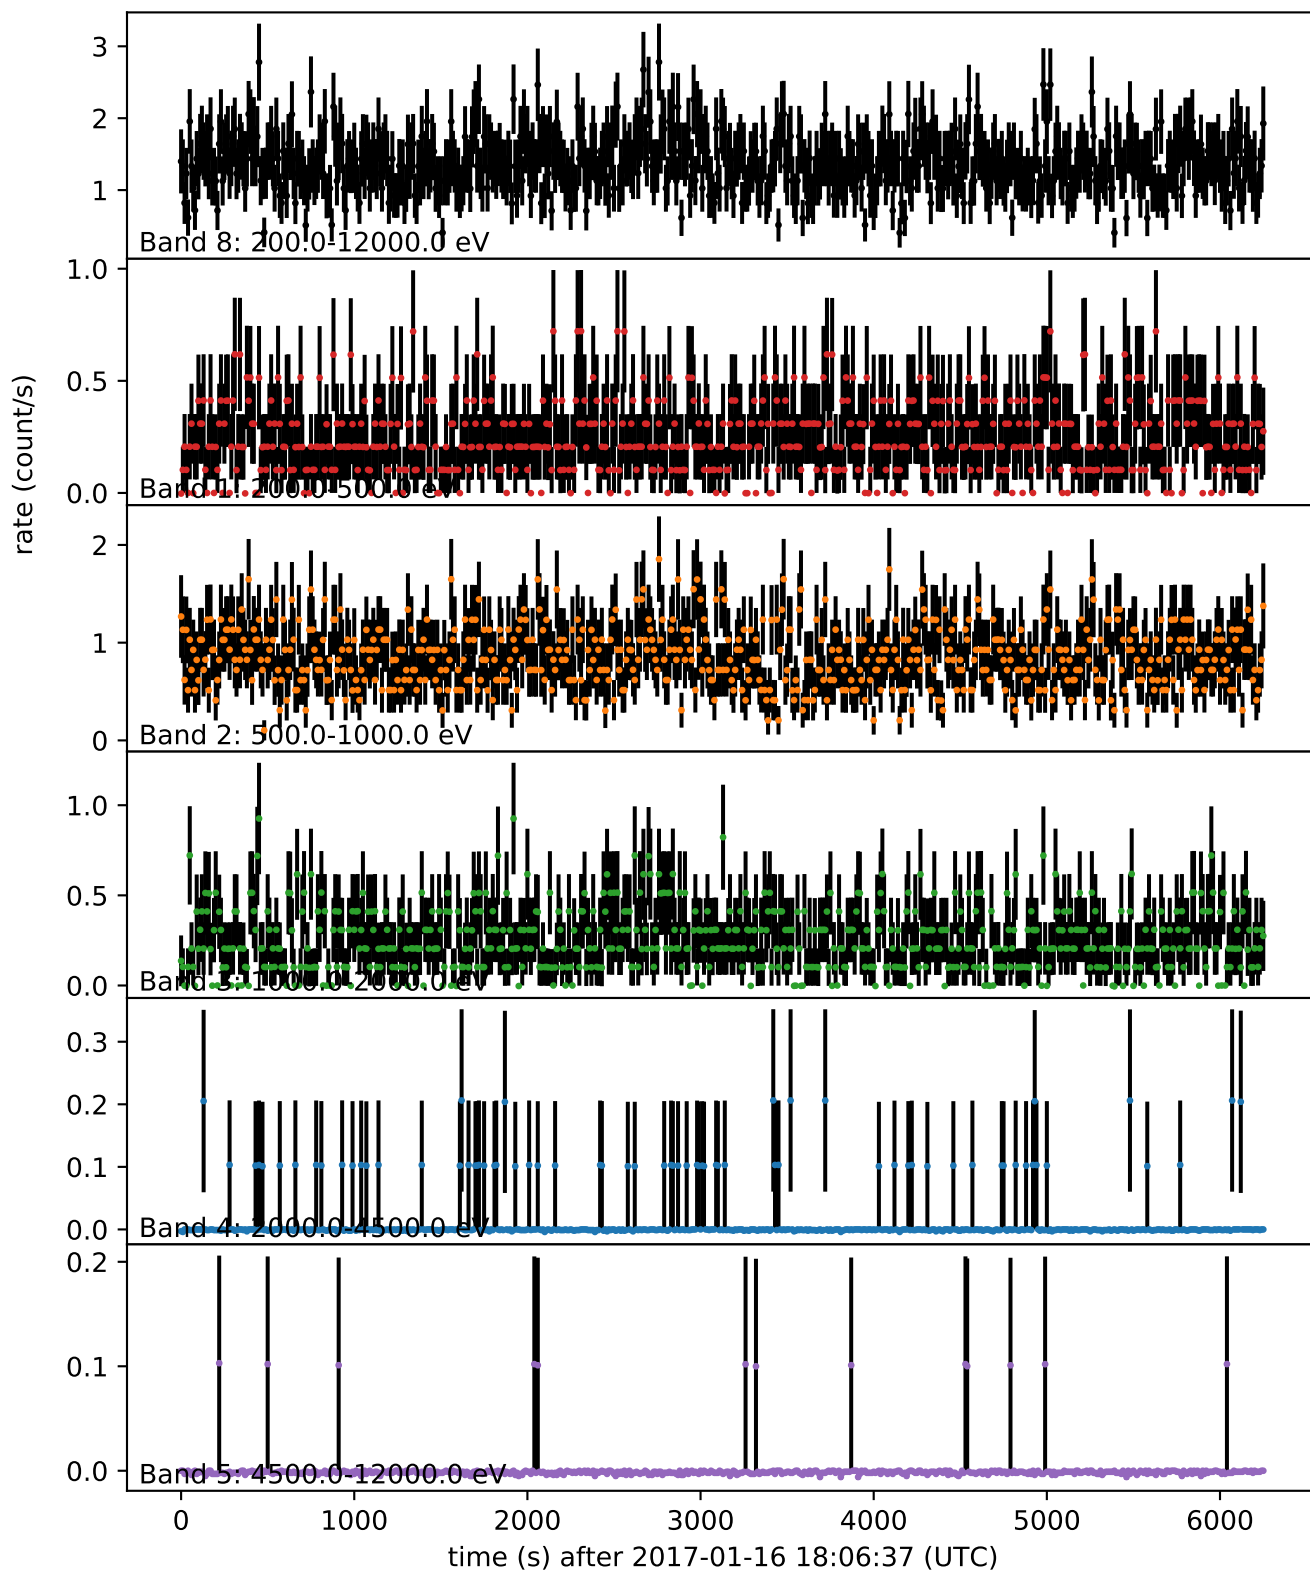 3
2
1
Band 8: 200.0-12000.0 eV
1.0
0.5
0.0
Band 1: 200.0-500.0 eV
rate (count/s)
2
1
0
Band 2: 500.0-1000.0 eV
1.0
0.5
0.0
Band 3: 1000.0-2000.0 eV
0.3
0.2
0.1
0.0
Band 4: 2000.0-4500.0 eV
0.2
0.1
0.0
Band 5: 4500.0-12000.0 eV
0 1000 2000 3000 4000 5000 6000
time (s) after 2017-01-16 18:06:37 (UTC)